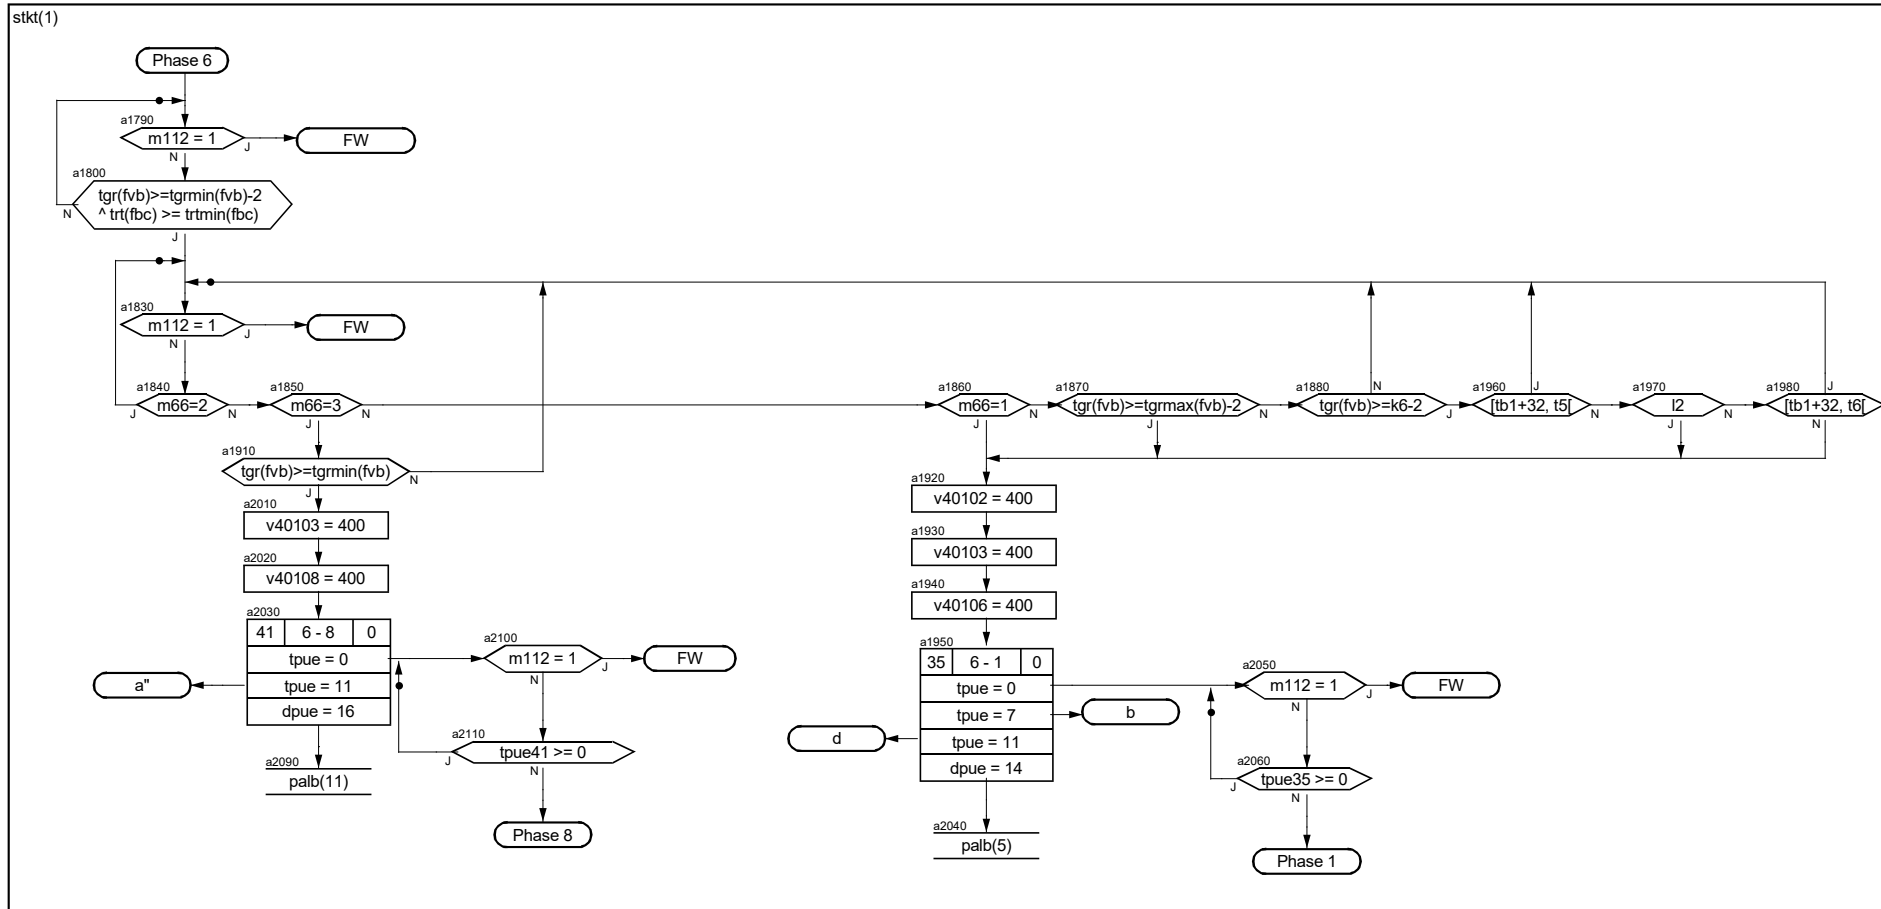 stkt(1)
Phase 6
a1790
m112 = 1
J
N
FW
a1800
tgr(fvb)>=tgrmin(fvb)-2
^ trt(fbc) >= trtmin(fbc)
N
J
a1830
m112 = 1
J
N
FW
a1840
m66=2
J
N
a1850
m66=3
N
J
a1860
m66=1
N
J
a1870
tgr(fvb)>=tgrmax(fvb)-2
N
J
a1880
N
tgr(fvb)>=k6-2
J
a1960
J
[tb1+32, t5[
N
a1970
l2
N
J
a1980
J
[tb1+32, t6[
N
a1910
tgr(fvb)>=tgrmin(fvb)
N
J
a2010
v40103 = 400
a2020
v40108 = 400
a2030
41 6 - 8 0
tpue = 0
tpue = 11
dpue = 16
a"
a2090
palb(11)
a2100
m112 = 1
J
N
FW
a2110
tpue41 >= 0
J
N
Phase 8
a1920
v40102 = 400
a1930
v40103 = 400
a1940
v40106 = 400
a1950
35 6 - 1 0
tpue = 0
tpue = 7
tpue = 11
dpue = 14
b
d
a2040
palb(5)
a2050
m112 = 1
J
N
FW
a2060
tpue35 >= 0
J
N
Phase 1